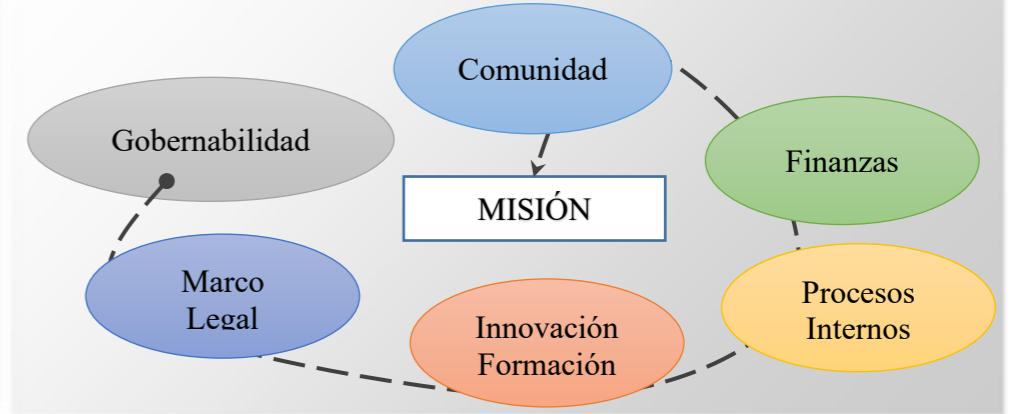 Comunidad
Gobernabilidad
Finanzas
MISIÓN
Marco
Legal
Innovación
Formación
Procesos
Internos